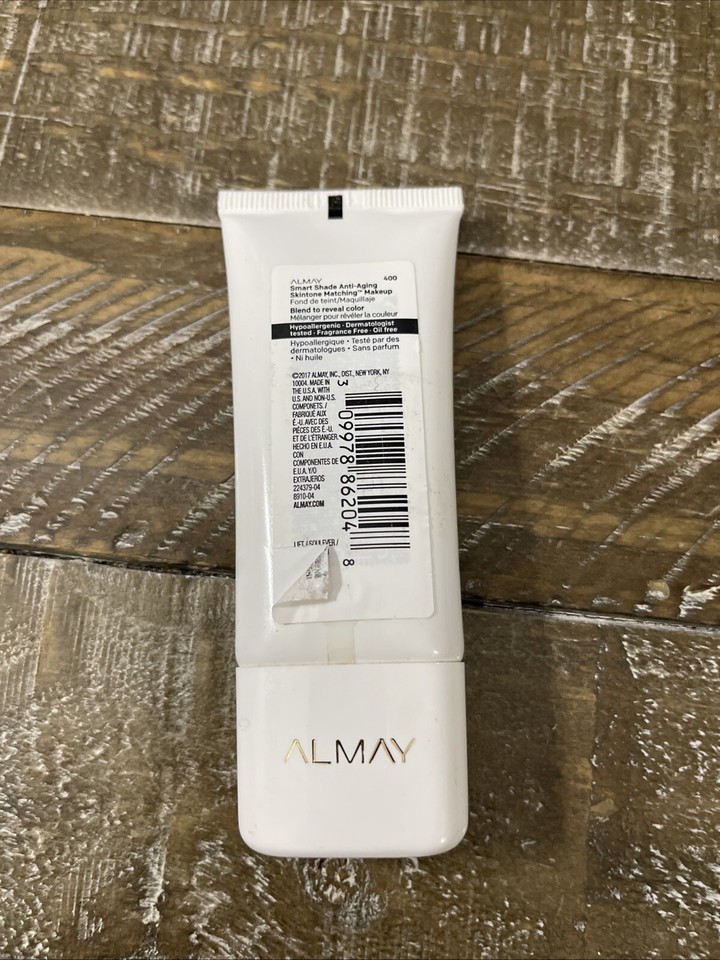 ALMAY 400
Smart Shade Anti-Aging
Skintone Matching™ Makeup
Fond de teint/Maquillaje
Blend to reveal color
Mélanger pour révéler la couleur
Hypoallergenic · Dermatologist
tested · Fragrance Free · Oil free
Hypoallergique • Testé par des
dermatologues • Sans parfum
• Ni huile
©2017 ALMAY, INC., DIST., NEW YORK, NY
10004. MADE IN
THE U.S.A. WITH
U.S. AND NON-U.S.
COMPONETS. /
FABRIQUÉ AUX
É.-U. AVEC DES
PIÈCES DES É.-U.
ET DE L'ÉTRANGER.
HECHO EN E.U.A.
CON
COMPONENTES DE
E.U.A. Y/O
EXTRAJEROS
224379-04
8910-04
ALMAY.COM
3 09978 86204 8
LIFT / SOULEVER /
ALMAY